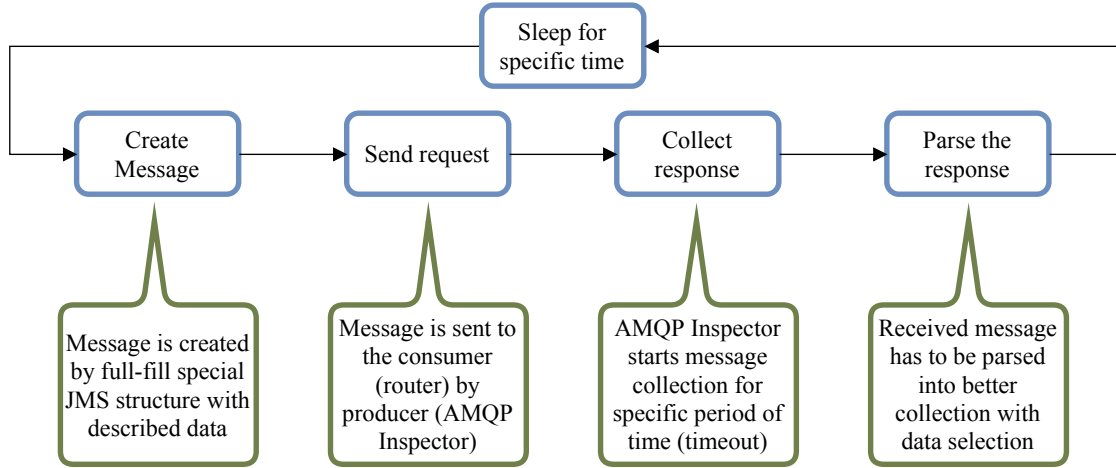 Sleep for
specific time
Create
Message
Send request
Collect
response
Parse the
response
Message is created
by full-fill special
JMS structure with
described data
Message is sent to
the consumer
(router) by
producer (AMQP
Inspector)
AMQP Inspector
starts message
collection for
specific period of
time (timeout)
Received message
has to be parsed
into better
collection with
data selection